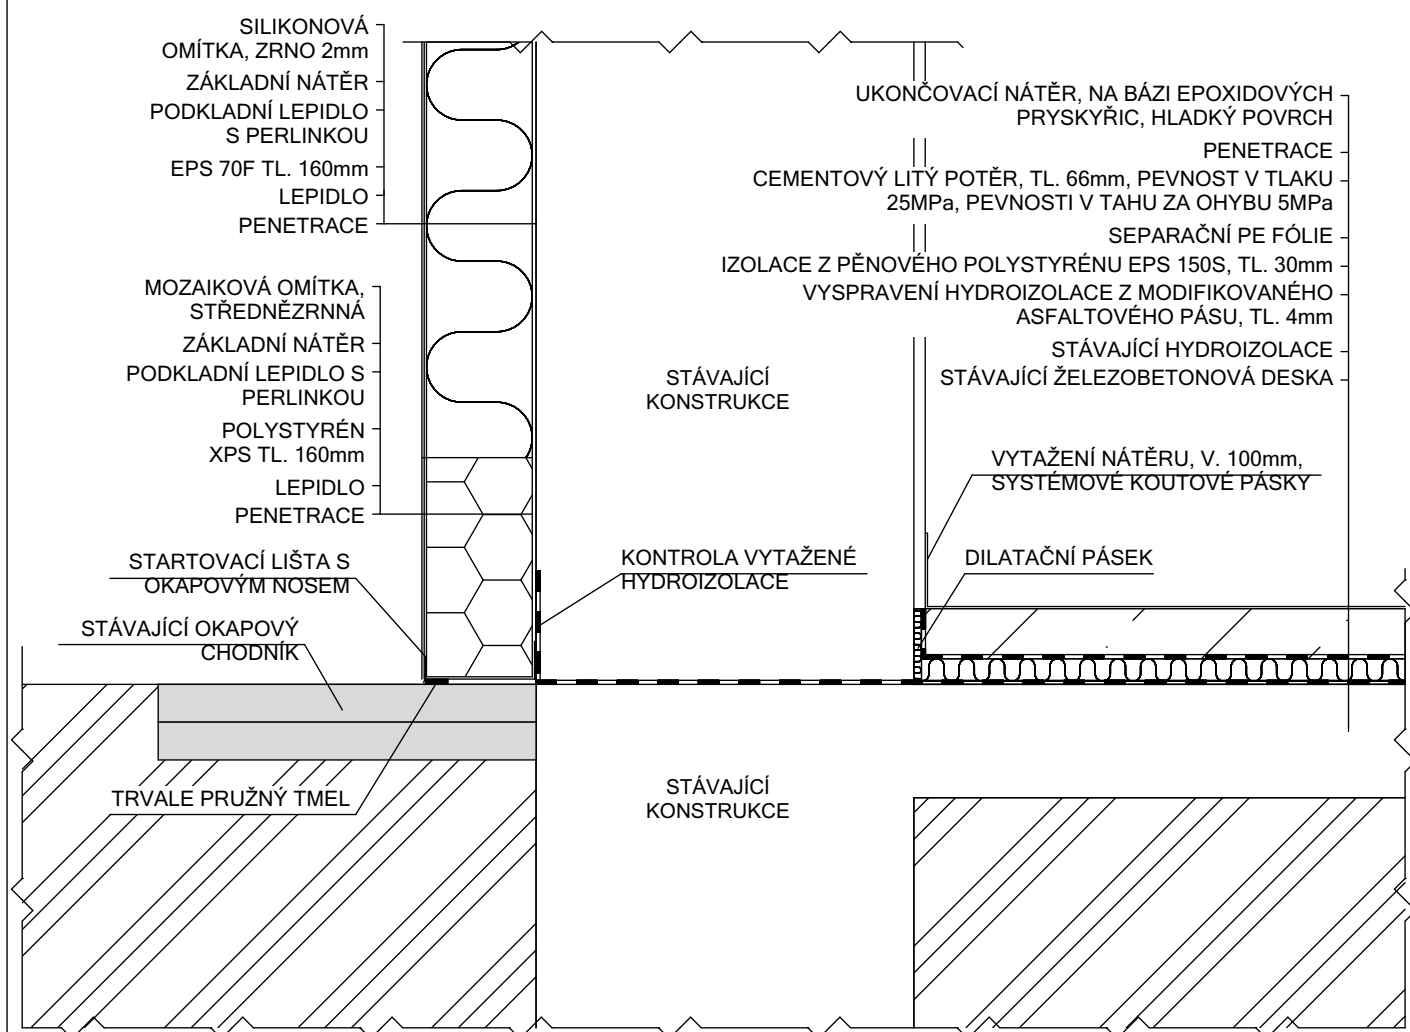 SILIKONOVÁ
OMÍTKA, ZRNO 2mm
ZÁKLADNÍ NÁTĚR
PODKLADNÍ LEPIDLO
S PERLINKOU
EPS 70F TL. 160mm
LEPIDLO
PENETRACE
MOZAIKOVÁ OMÍTKA,
STŘEDNĚZRNNÁ
ZÁKLADNÍ NÁTĚR
PODKLADNÍ LEPIDLO S
PERLINKOU
POLYSTYRÉN
XPS TL. 160mm
LEPIDLO
PENETRACE
STARTOVACÍ LIŠTA S
OKAPOVÝM NOSEM
STÁVAJÍCÍ OKAPOVÝ
CHODNÍK
TRVALE PRUŽNÝ TMEL
STÁVAJÍCÍ
KONSTRUKCE
KONTROLA VYTAŽENÉ
HYDROIZOLACE
STÁVAJÍCÍ
KONSTRUKCE
UKONČOVACÍ NÁTĚR, NA BÁZI EPOXIDOVÝCH
PRYSKYŘIC, HLADKÝ POVRCH
PENETRACE
CEMENTOVÝ LITÝ POTĚR, TL. 66mm, PEVNOST V TLAKU
25MPa, PEVNOSTI V TAHU ZA OHYBU 5MPa
SEPARAČNÍ PE FÓLIE
IZOLACE Z PĚNOVÉHO POLYSTYRÉNU EPS 150S, TL. 30mm
VYSPRAVENÍ HYDROIZOLACE Z MODIFIKOVANÉHO
ASFALTOVÉHO PÁSU, TL. 4mm
STÁVAJÍCÍ HYDROIZOLACE
STÁVAJÍCÍ ŽELEZOBETONOVÁ DESKA
VYTAŽENÍ NÁTĚRU, V. 100mm,
SYSTÉMOVÉ KOUTOVÉ PÁSKY
DILATAČNÍ PÁSEK